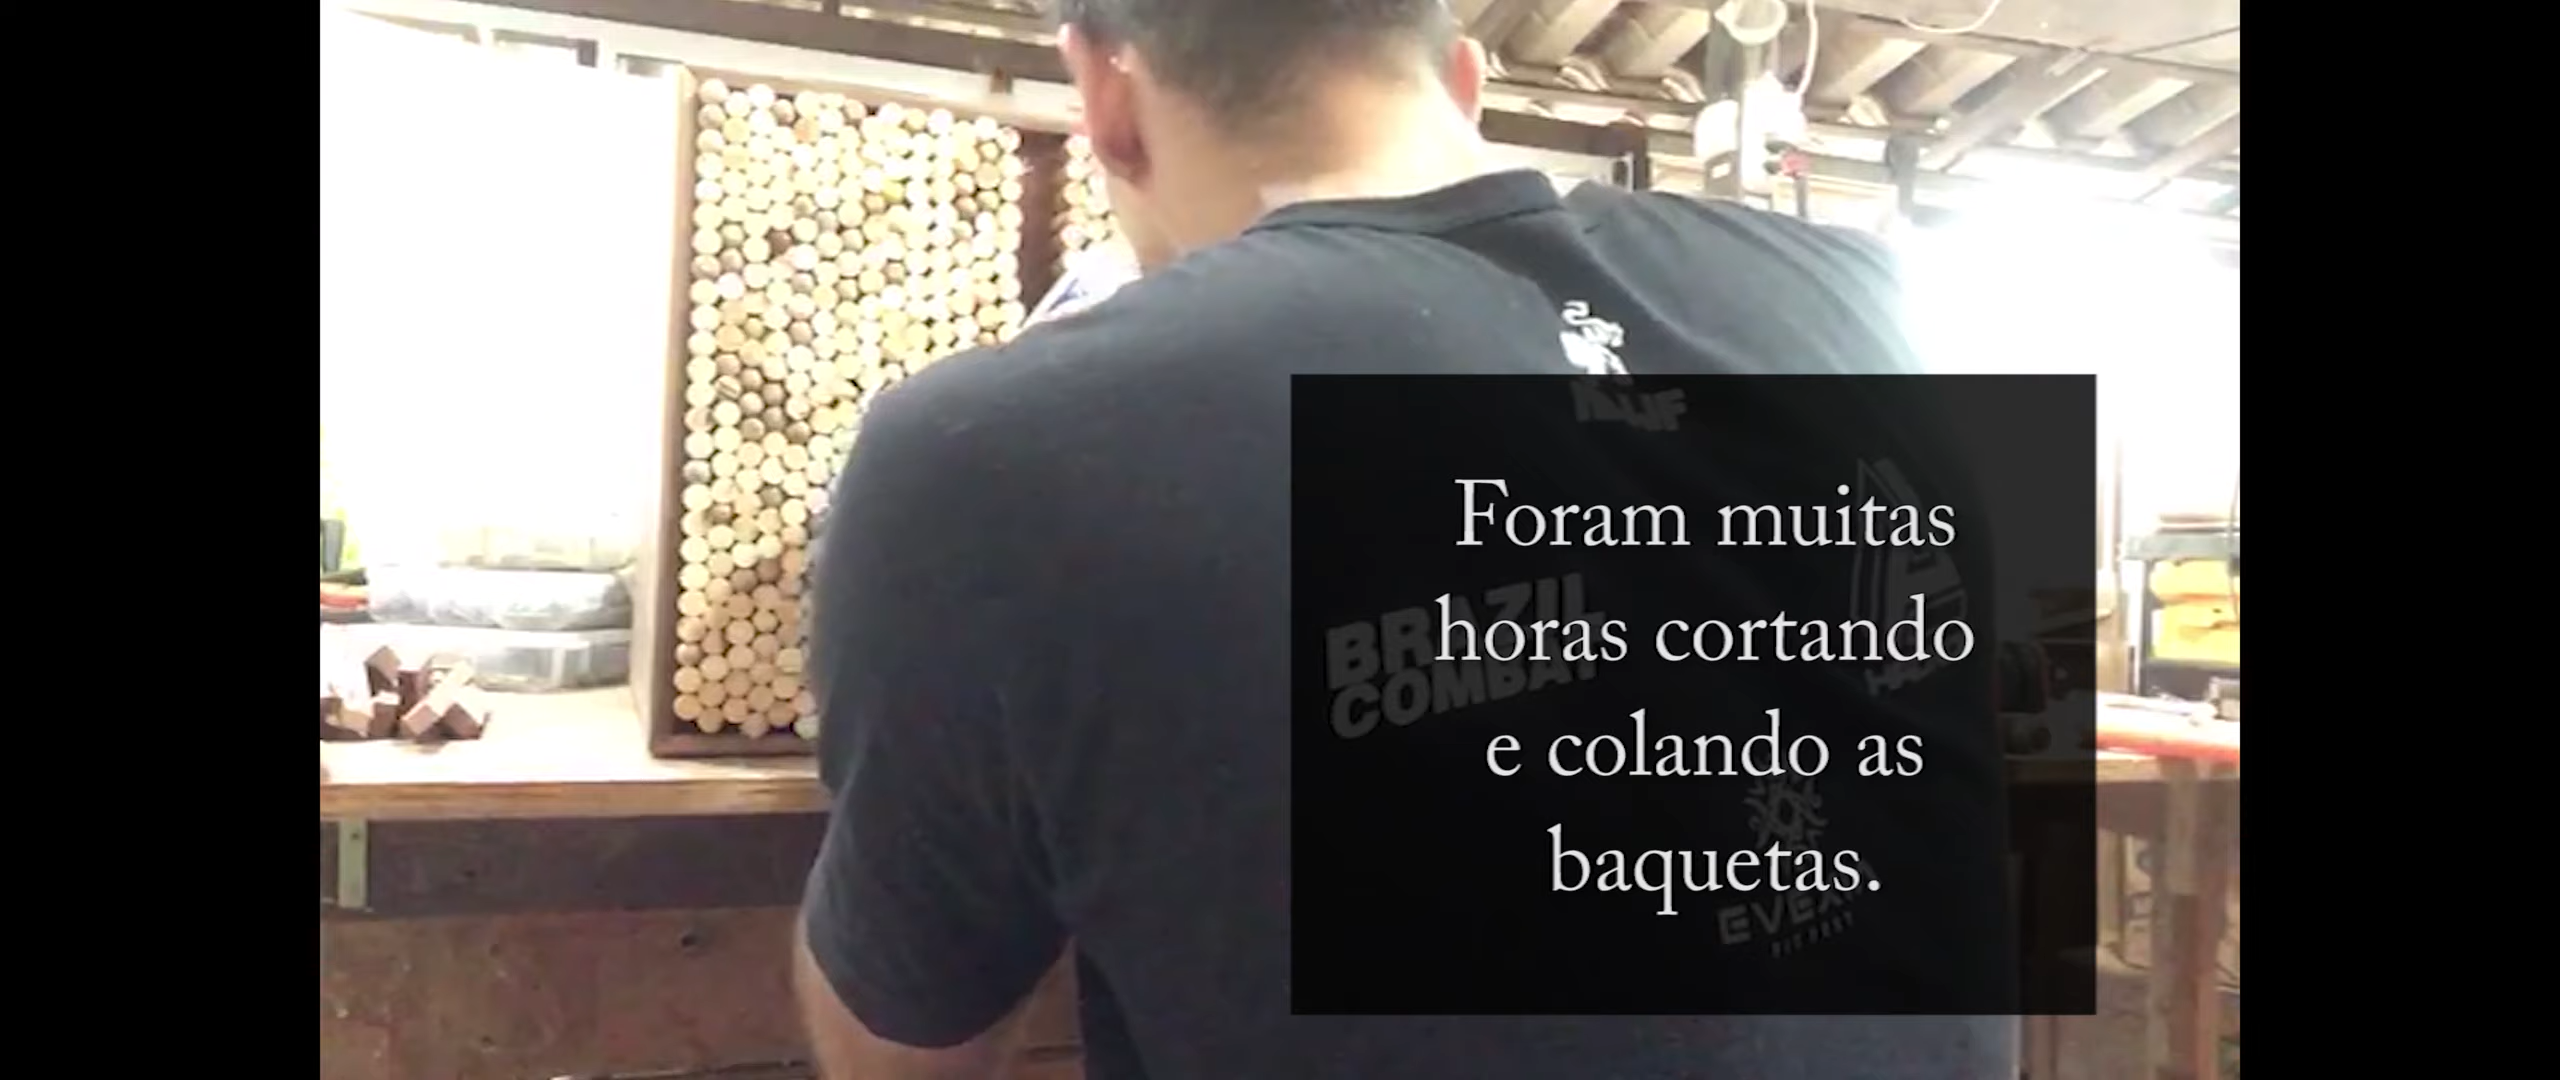 Foram muitas
horas cortando
e colando as
baquetas.
BRAZIL
COMBAT